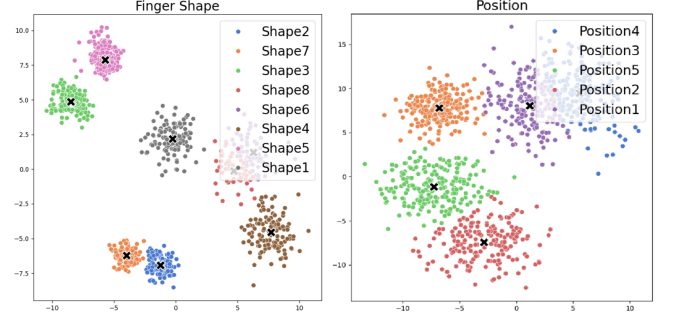 Finger Shape
10.0
7.5
5.0
2.5
0.0
−2.5
−5.0
−7.5
−10
−5
0
5
10
Shape2
Shape7
Shape3
Shape8
Shape6
Shape4
Shape5
Shape1
Position
15
10
5
0
−5
−10
−10
−5
0
5
10
Position4
Position3
Position5
Position2
Position1